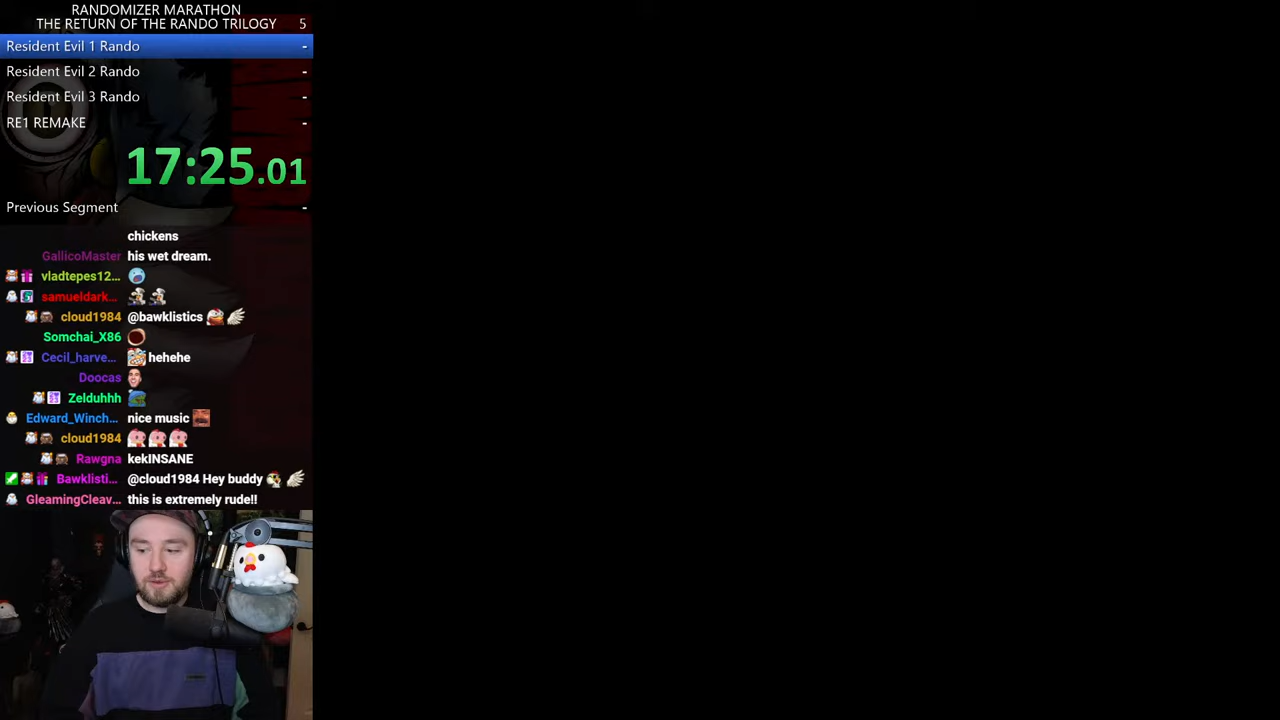 RANDOMIZER MARATHON
THE RETURN OF THE RANDO TRILOGY 5
Resident Evil 1 Rando -
Resident Evil 2 Rando -
Resident Evil 3 Rando -
RE1 REMAKE -
17:25.01
Previous Segment -
chickens
GallicoMaster his wet dream.
vladtepes12…
samueldark…
cloud1984 @bawklistics
Somchai_X86
Cecil_harve… hehehe
Doocas
Zelduhhh
Edward_Winch… nice music
cloud1984
Rawgna kekINSANE
Bawklisti… @cloud1984 Hey buddy
GleamingCleav… this is extremely rude!!